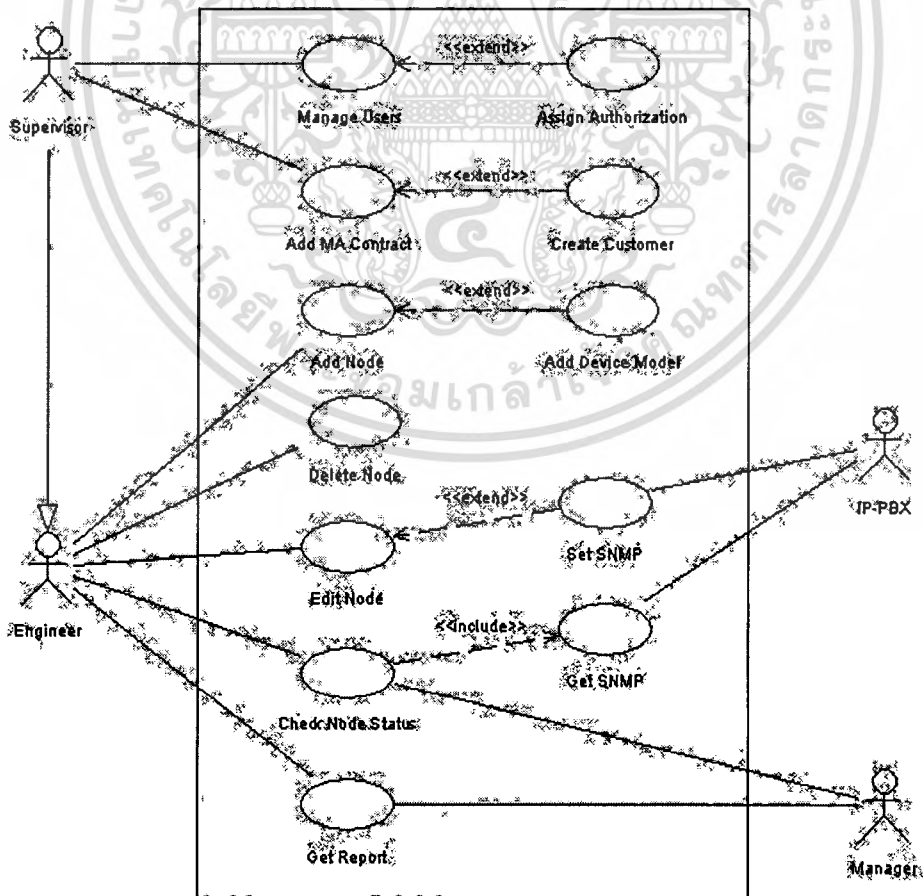 <<extend>>
Manage Users
Assign Authorization
Supervisor
<<extend>>
Add MA Contract
Create Customer
<<extend>>
Add Node
Add Device Model
Delete Node
<<extend>>
Set SNMP
IP-PBX
Edit Node
Engineer
<<include>>
Get SNMP
Check Node Status
Get Report
Manager